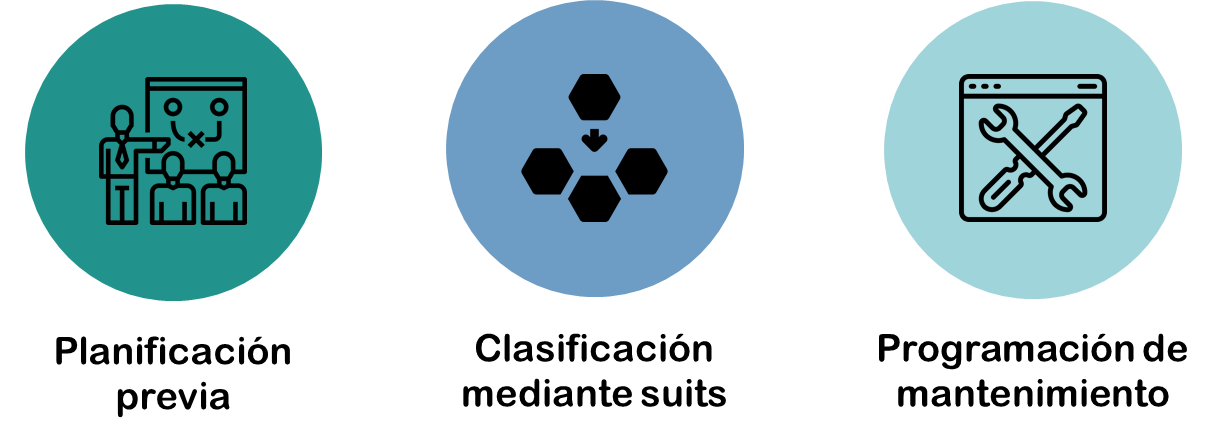 Planificación
previa
Clasificación
mediante suits
Programación de
mantenimiento